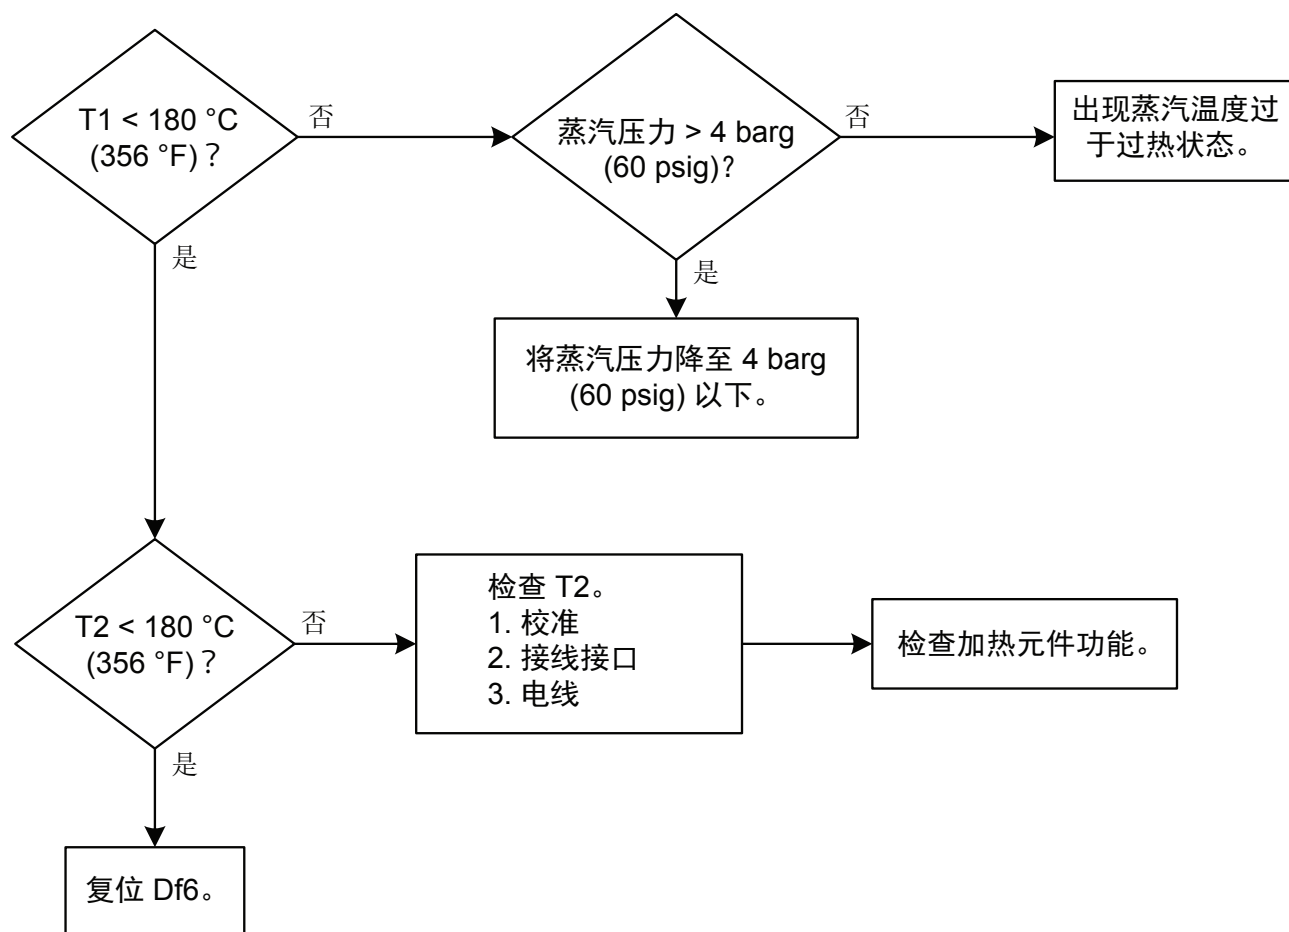 T1 < 180 °C
(356 °F)？
否
蒸汽压力 > 4 barg
(60 psig)?
否
出现蒸汽温度过
于过热状态。
是
是
将蒸汽压力降至 4 barg
(60 psig) 以下。
T2 < 180 °C
(356 °F)？
否
检查 T2。
1. 校准
2. 接线接口
3. 电线
检查加热元件功能。
是
复位 Df6。